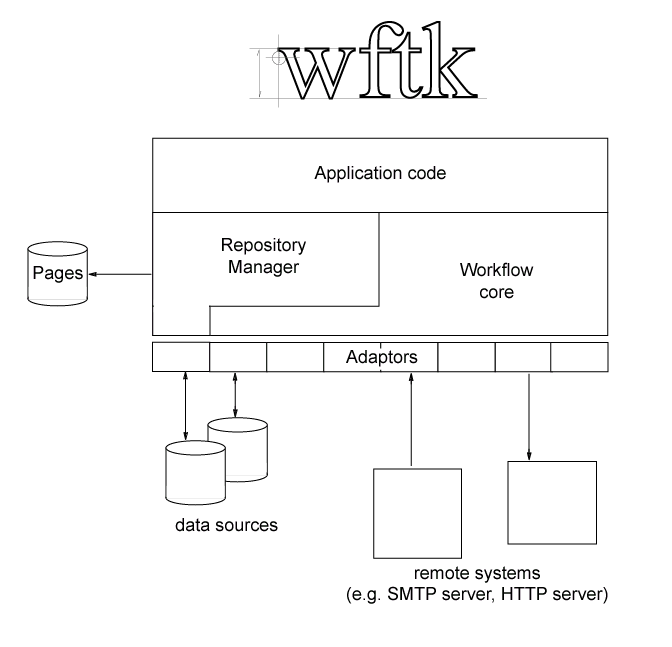 wftk
Application code
Repository
Manager
Pages
Workflow
core
Adaptors
data sources
remote systems
(e.g. SMTP server, HTTP server)